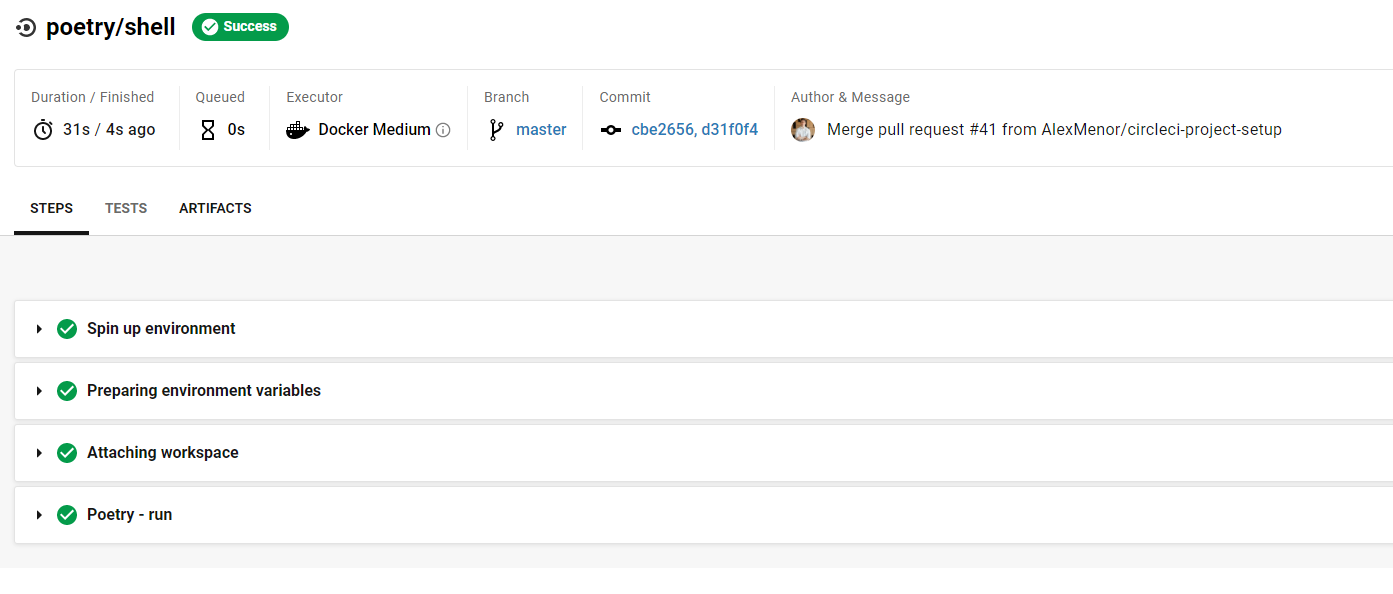 poetry/shell Success
Duration / Finished Queued Executor Branch Commit Author & Message
31s / 4s ago 0s Docker Medium master cbe2656, d31f0f4 Merge pull request #41 from AlexMenor/circleci-project-setup
STEPS TESTS ARTIFACTS
Spin up environment
Preparing environment variables
Attaching workspace
Poetry - run